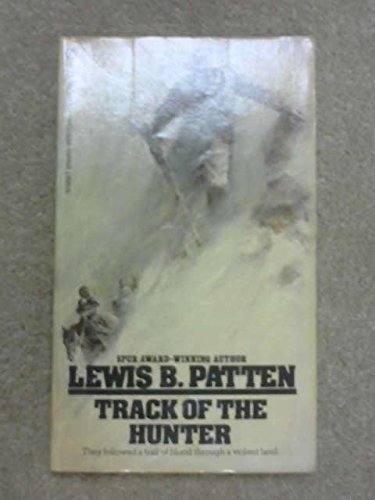 SPUR AWARD-WINNING AUTHOR
LEWIS B. PATTEN
TRACK OF THE
HUNTER
They followed a trail of blood through a violent land.